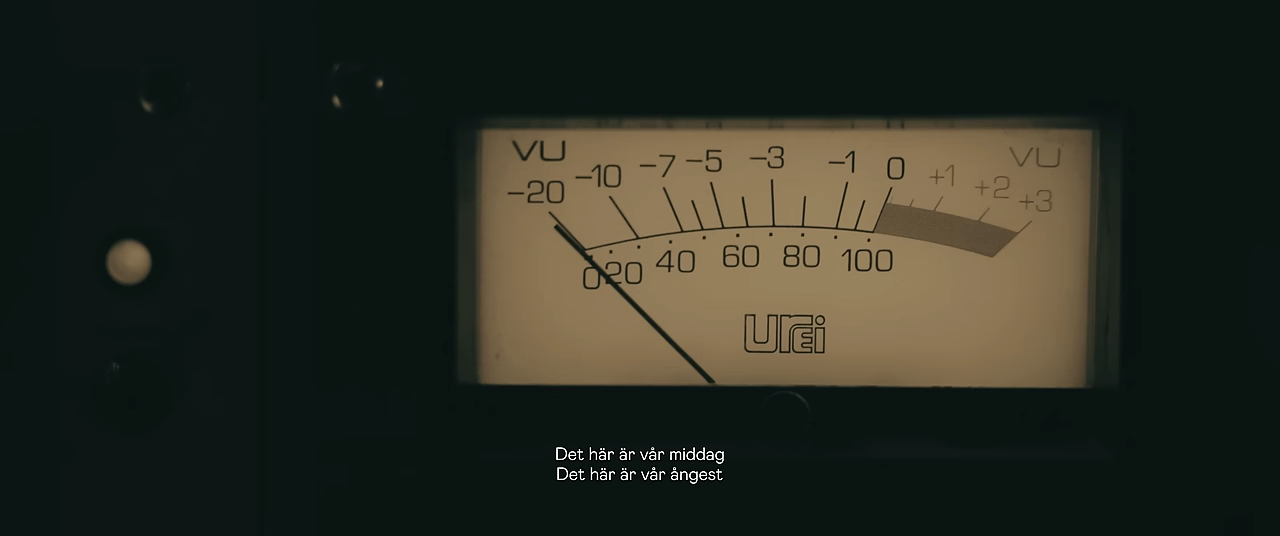 VU VU
-20 -10 -7 -5 -3 -1 0 +1 +2 +3
0 20 40 60 80 100
UREi
Det här är vår middag
Det här är vår ångest